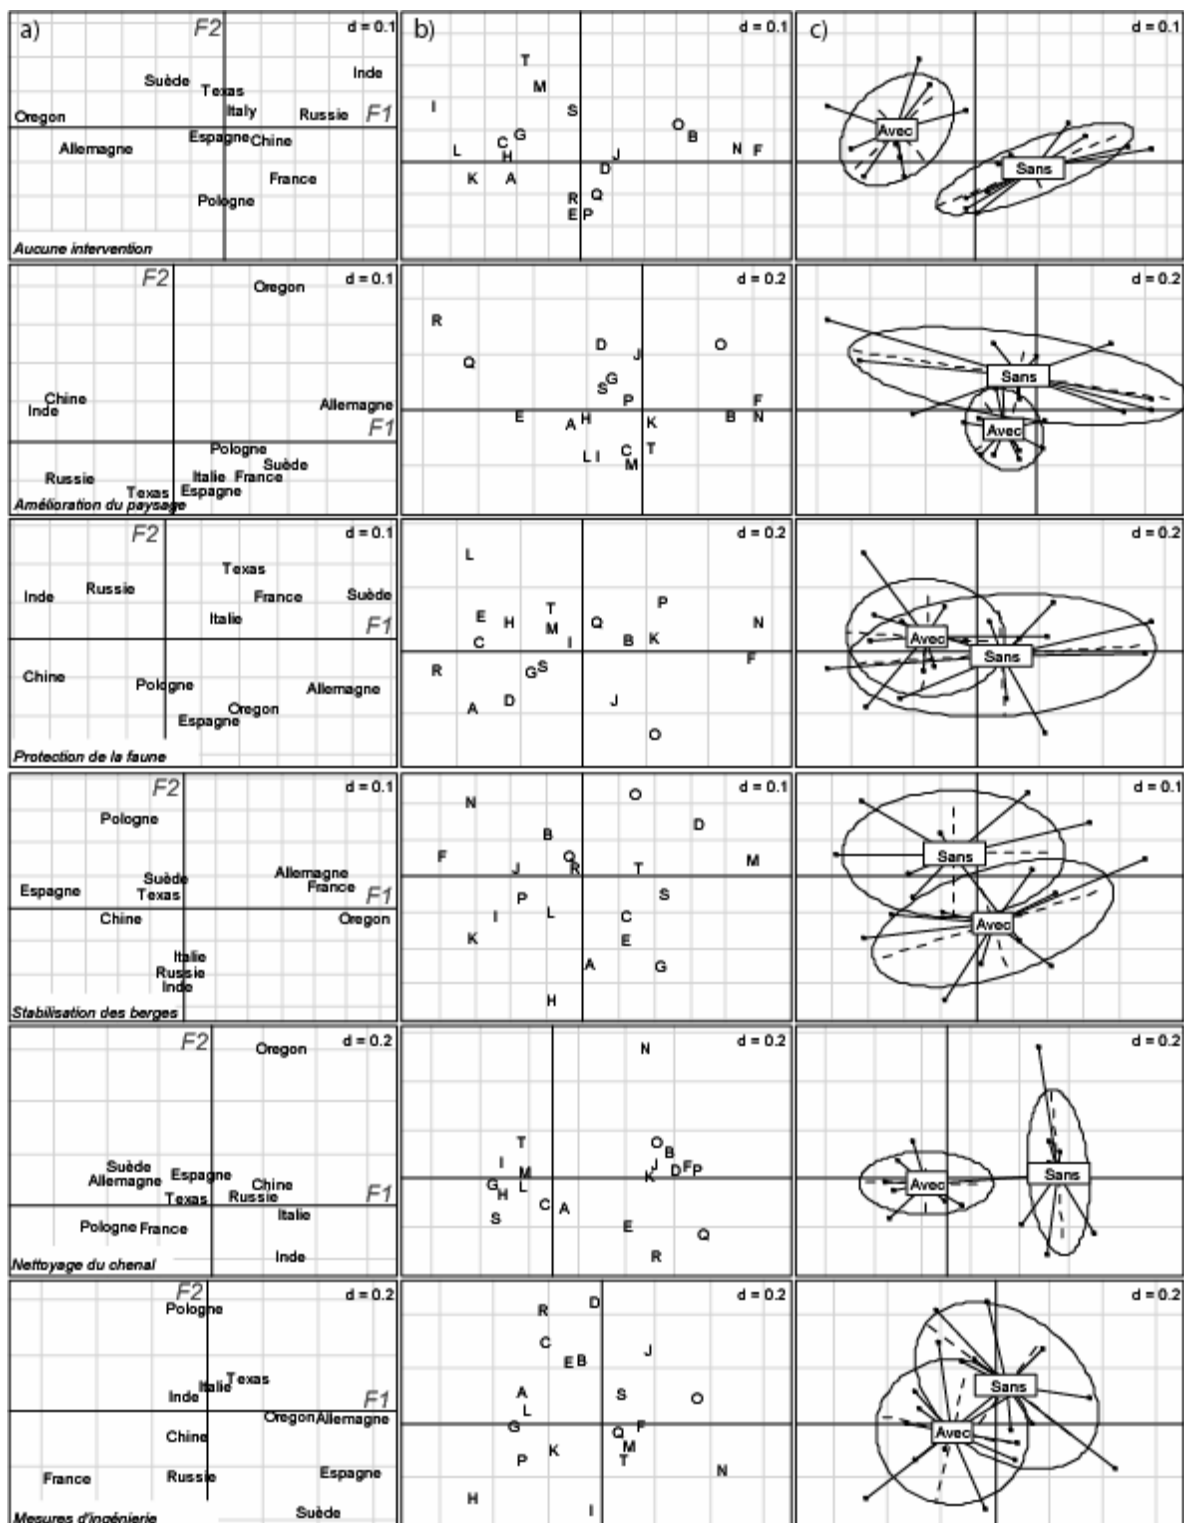 a)
F2
d = 0.1
Inde
Suède
Texas
Italy
Russie
F1
Oregon
Espagne
Chine
Allemagne
France
Pologne
Aucune intervention
b)
d = 0.1
T
M
I
S
O
B
G
C
L
H
J
N
F
D
K
A
R
Q
E
P
c)
d = 0.1
Avec
Sans
F2
d = 0.1
Oregon
Chine
Inde
Allemagne
F1
Pologne
Suède
Russie
Italie
France
Texas
Espagne
Amélioration du paysage
d = 0.2
R
D
J
O
Q
G
S
P
F
E
H
A
K
B
N
L
I
C
T
M
d = 0.2
Sans
Avec
F2
d = 0.1
Texas
Russie
Inde
France
Suède
Italie
F1
Chine
Pologne
Allemagne
Oregon
Espagne
Protection de la faune
d = 0.2
L
P
T
E
H
M
Q
N
C
I
B
K
F
R
G
S
D
A
J
O
d = 0.2
Avec
Sans
F2
d = 0.1
Pologne
Allemagne
Suède
France
Espagne
Texas
F1
Chine
Oregon
Italie
Russie
Inde
Stabilisation des berges
d = 0.1
N
O
D
B
F
Q
M
J
R
T
P
S
I
L
C
K
E
A
G
H
d = 0.1
Sans
Avec
F2
d = 0.2
Oregon
Suède
Allemagne
Espagne
Chine
Texas
Russie
F1
Italie
Pologne
France
Inde
Nettoyage du chenal
d = 0.2
N
T
O
B
I
J
M
D
F
P
K
G
L
H
C
A
S
E
Q
R
d = 0.2
Avec
Sans
F2
d = 0.2
Pologne
Texas
Italie
Inde
F1
Oregon
Allemagne
Chine
France
Russie
Espagne
Suède
Mesures d'ingénierie
d = 0.2
D
R
C
J
E
B
A
S
O
L
G
Q
F
M
K
P
T
N
H
I
d = 0.2
Sans
Avec